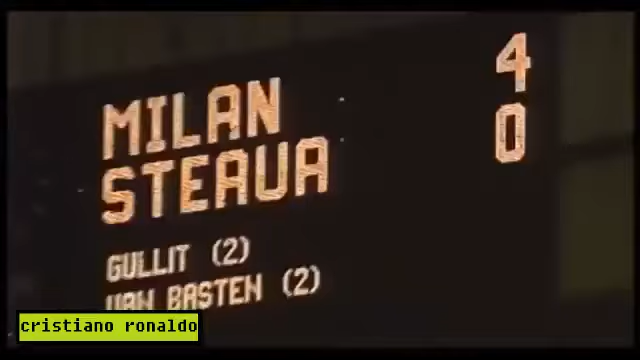 MILAN 4
STEAUA 0
GULLIT (2)
VAN BASTEN (2)
cristiano ronaldo